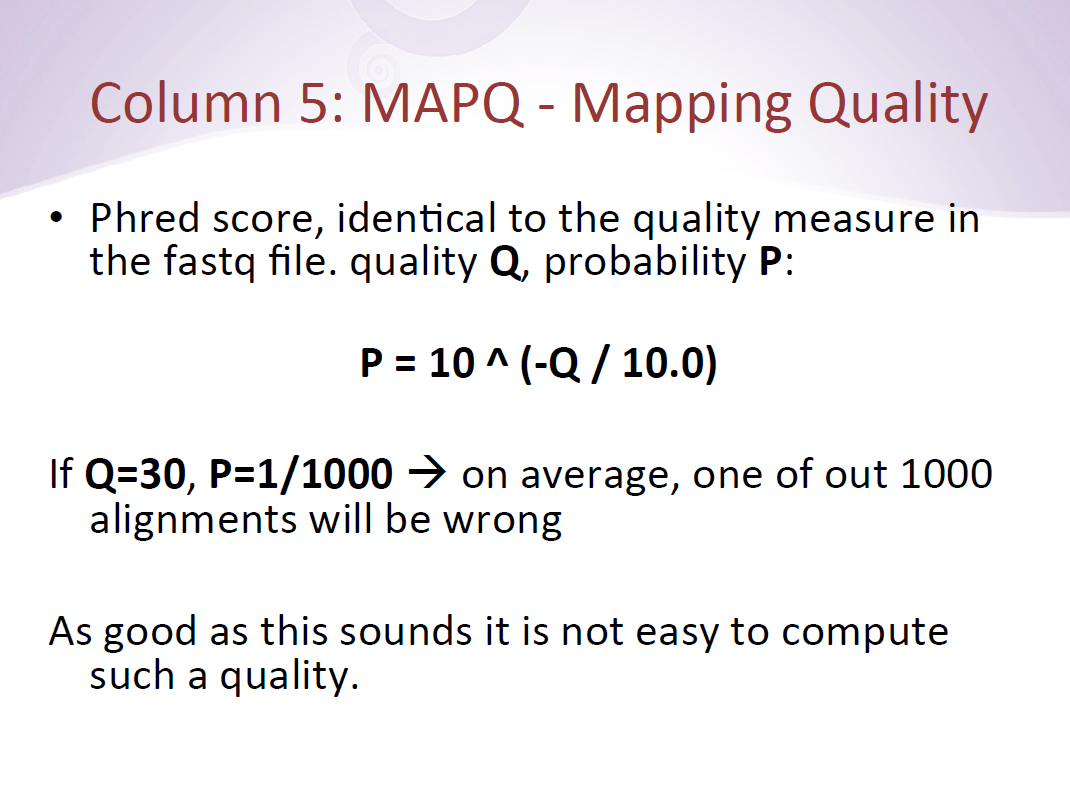 Column 5: MAPQ - Mapping Quality
• Phred score, identical to the quality measure in
the fastq file. quality Q, probability P:
P = 10 ^ (-Q / 10.0)
If Q=30, P=1/1000 → on average, one of out 1000
alignments will be wrong
As good as this sounds it is not easy to compute
such a quality.